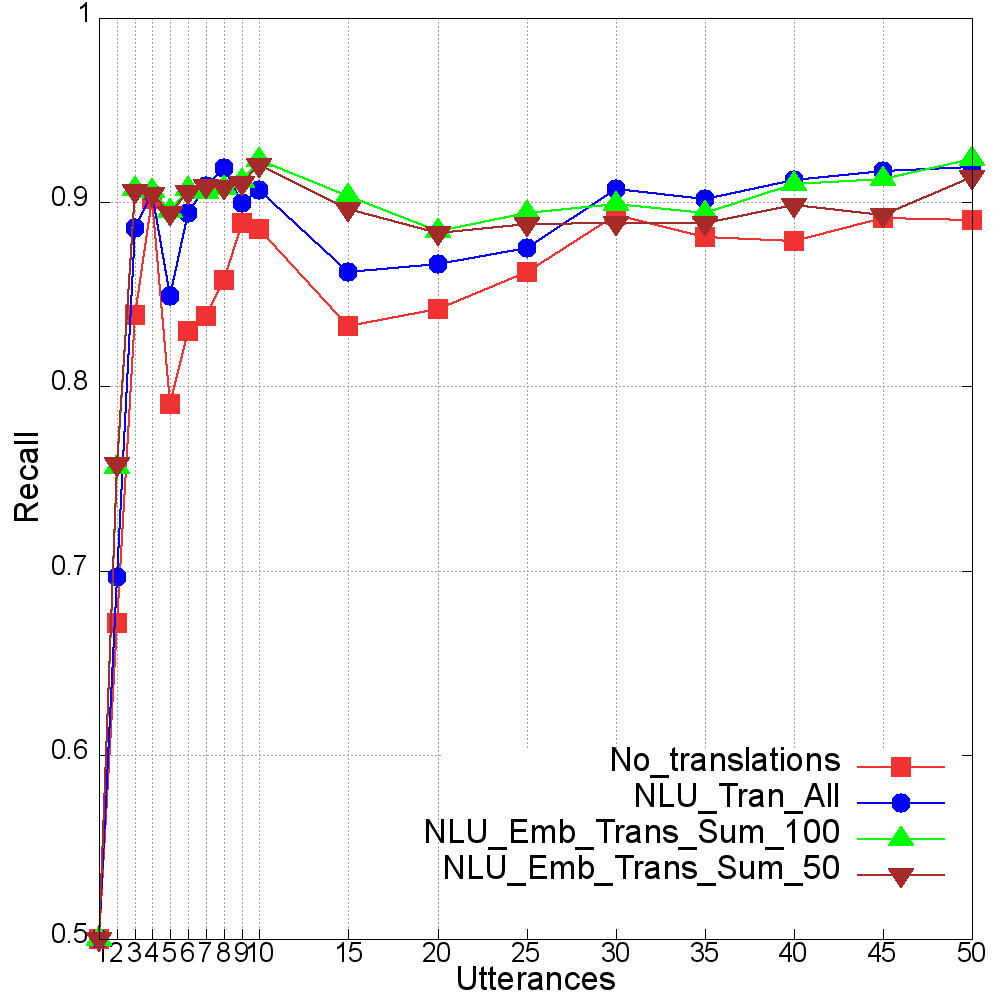 1
0.9
0.8
0.7
0.6
0.5
Recall
No_translations
NLU_Tran_All
NLU_Emb_Trans_Sum_100
NLU_Emb_Trans_Sum_50
1 2 3 4 5 6 7 8 9 10 15 20 25 30 35 40 45 50
Utterances